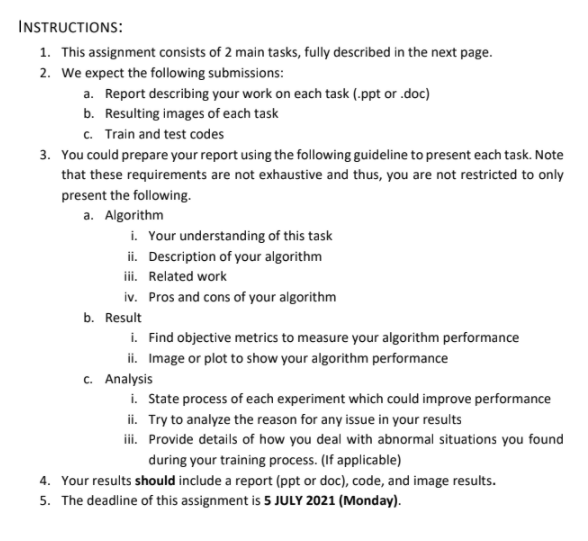 INSTRUCTIONS:
1. This assignment consists of 2 main tasks, fully described in the next page.
2. We expect the following submissions:
a. Report describing your work on each task (.ppt or .doc)
b. Resulting images of each task
c. Train and test codes
3. You could prepare your report using the following guideline to present each task. Note
that these requirements are not exhaustive and thus, you are not restricted to only
present the following.
a. Algorithm
i. Your understanding of this task
ii. Description of your algorithm
iii. Related work
iv. Pros and cons of your algorithm
b. Result
i. Find objective metrics to measure your algorithm performance
ii. Image or plot to show your algorithm performance
c. Analysis
i. State process of each experiment which could improve performance
ii. Try to analyze the reason for any issue in your results
iii. Provide details of how you deal with abnormal situations you found
during your training process. (If applicable)
4. Your results should include a report (ppt or doc), code, and image results.
5. The deadline of this assignment is 5 JULY 2021 (Monday).